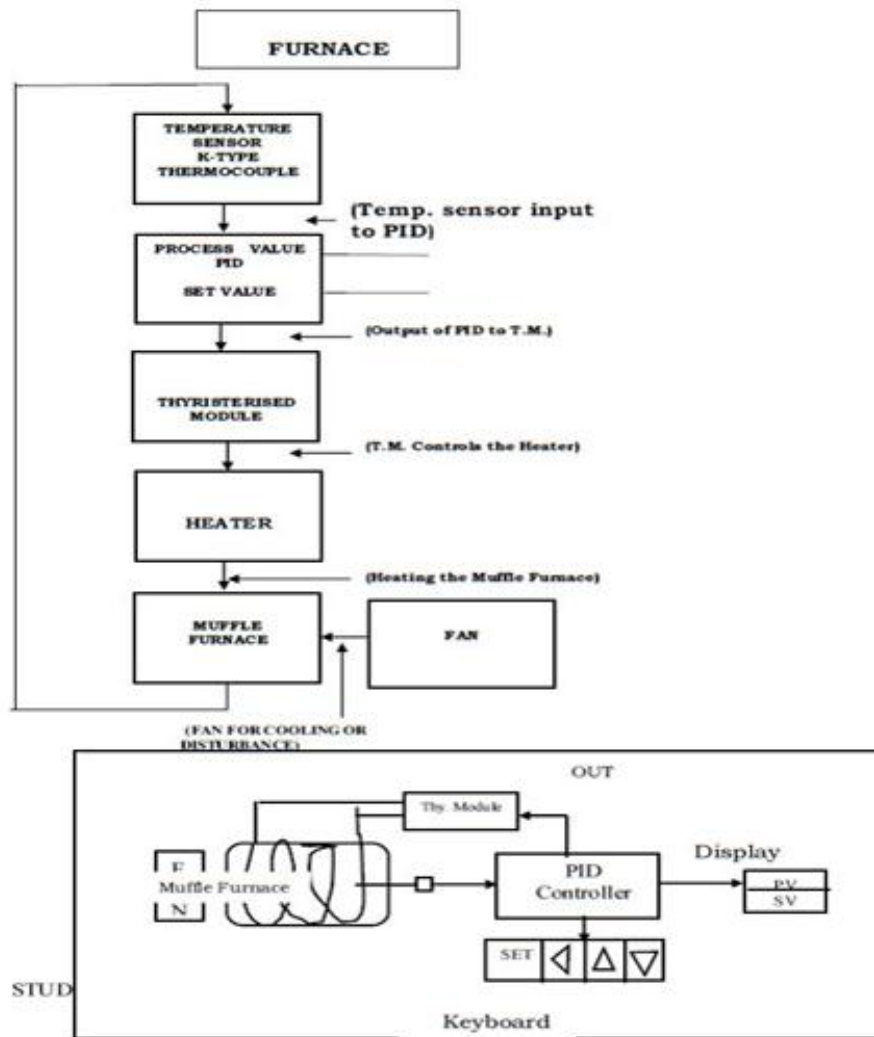 FURNACE
TEMPERATURE
SENSOR
K-TYPE
THERMOCOUPLE
(Temp. sensor input
to PID)
PROCESS VALUE
PID
SET VALUE
(Output of PID to T.M.)
THYRISTERISED
MODULE
(T.M. Controls the Heater)
HEATER
(Heating the Muffle Furnace)
MUFFLE
FURNACE
FAN
(FAN FOR COOLING OR
DISTURBANCE)
OUT
Thy. Module
Display
PID
Controller
PV
SV
F
Muffle Furnace
N
SET
STUD
Keyboard